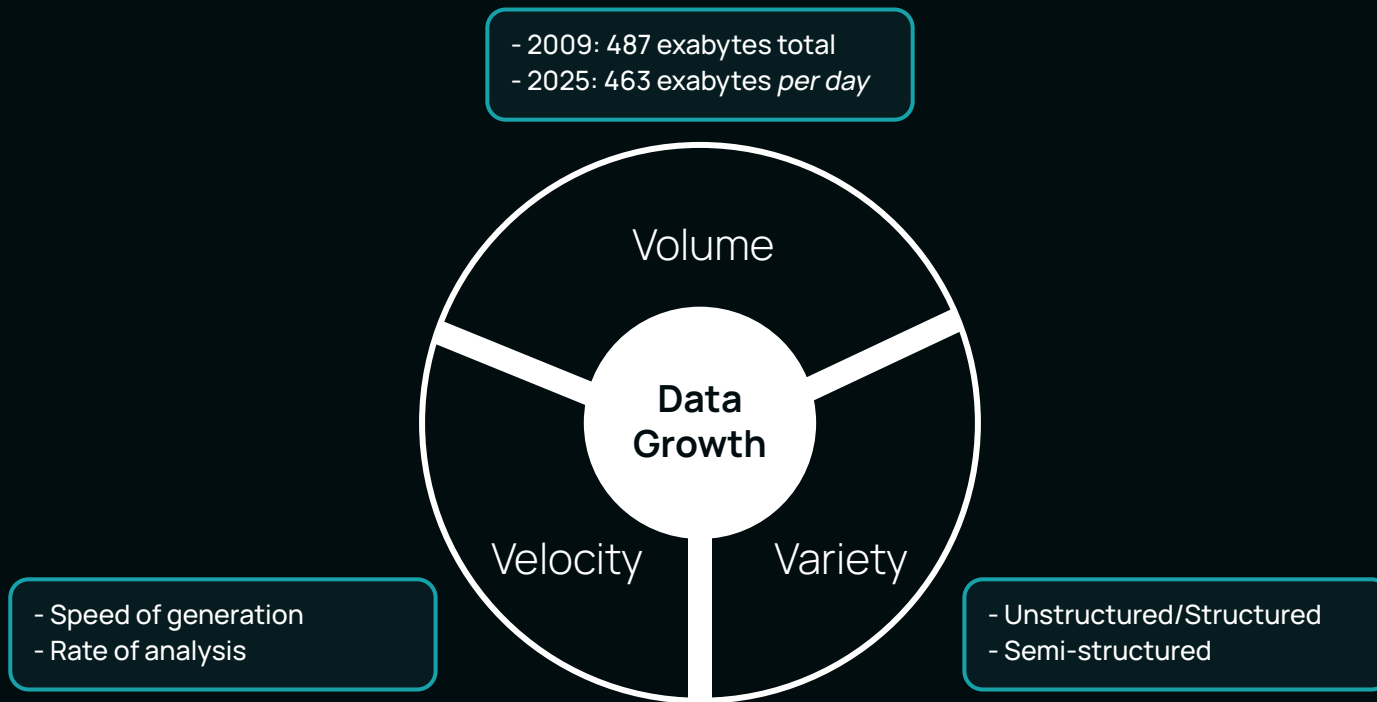 - 2009: 487 exabytes total
- 2025: 463 exabytes per day
Volume
Data
Growth
Velocity
Variety
- Speed of generation
- Rate of analysis
- Unstructured/Structured
- Semi-structured